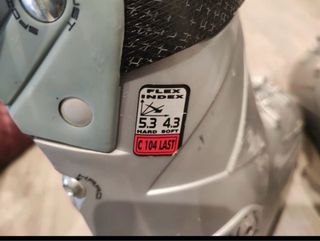 FLEX
INDEX
5.3 4.3
HARD SOFT
C 104 LAST